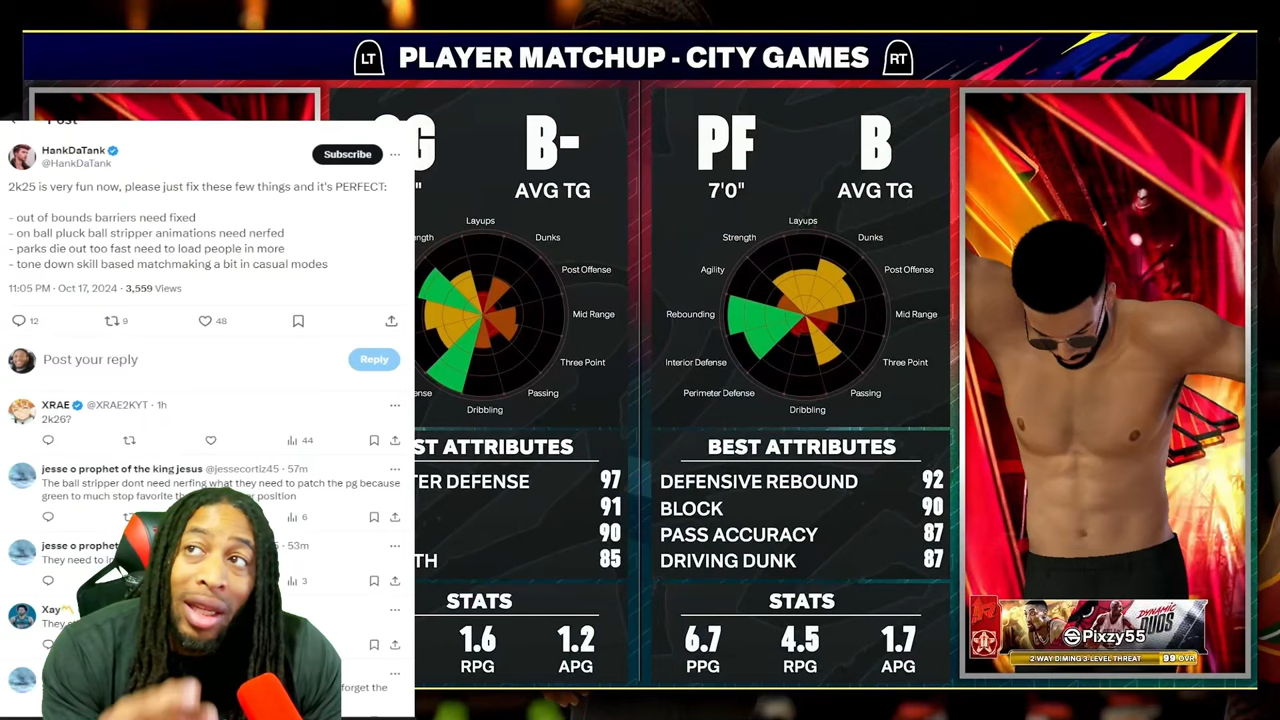 LT PLAYER MATCHUP - CITY GAMES RT
Post
HankDaTank
@HankDaTank
Subscribe
2k25 is very fun now, please just fix these few things and it's PERFECT:
- out of bounds barriers need fixed
- on ball pluck ball stripper animations need nerfed
- parks die out too fast need to load people in more
- tone down skill based matchmaking a bit in casual modes
11:05 PM · Oct 17, 2024 · 3,559 Views
12 9 48
Post your reply
Reply
XRAE @XRAE2KYT · 1h
2k26?
44
jesse o prophet of the king jesus @jessecortiz45 · 57m
The ball stripper dont need nerfing what they need to patch the pg because
green to much stop favorite position
6
jesse o prophet 53m
They need to
3
Xay
forget the
G B-
AVG TG
Layups
Dunks
Post Offense
Mid Range
Three Point
Passing
Dribbling
ense
ngth
ST ATTRIBUTES
TER DEFENSE 97
91
90
TH 85
STATS
1.6 1.2
RPG APG
PF B
7'0" AVG TG
Layups
Dunks
Post Offense
Mid Range
Three Point
Passing
Dribbling
Perimeter Defense
Interior Defense
Rebounding
Agility
Strength
BEST ATTRIBUTES
DEFENSIVE REBOUND 92
BLOCK 90
PASS ACCURACY 87
DRIVING DUNK 87
STATS
6.7 4.5 1.7
PPG RPG APG
DYNAMIC
DUOS
Pixzy55
2-WAY DIMING 3-LEVEL THREAT 99 OVR